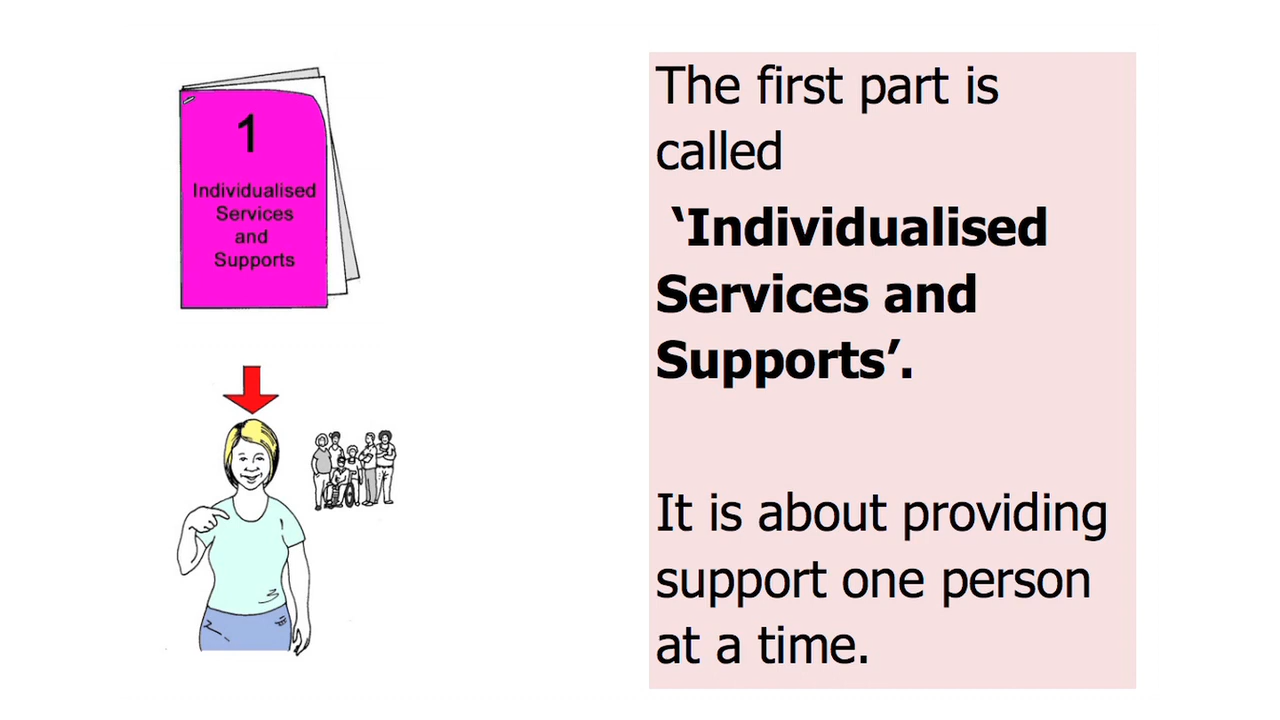 1
Individualised
Services
and
Supports
The first part is
called
‘Individualised
Services and
Supports’.
It is about providing
support one person
at a time.